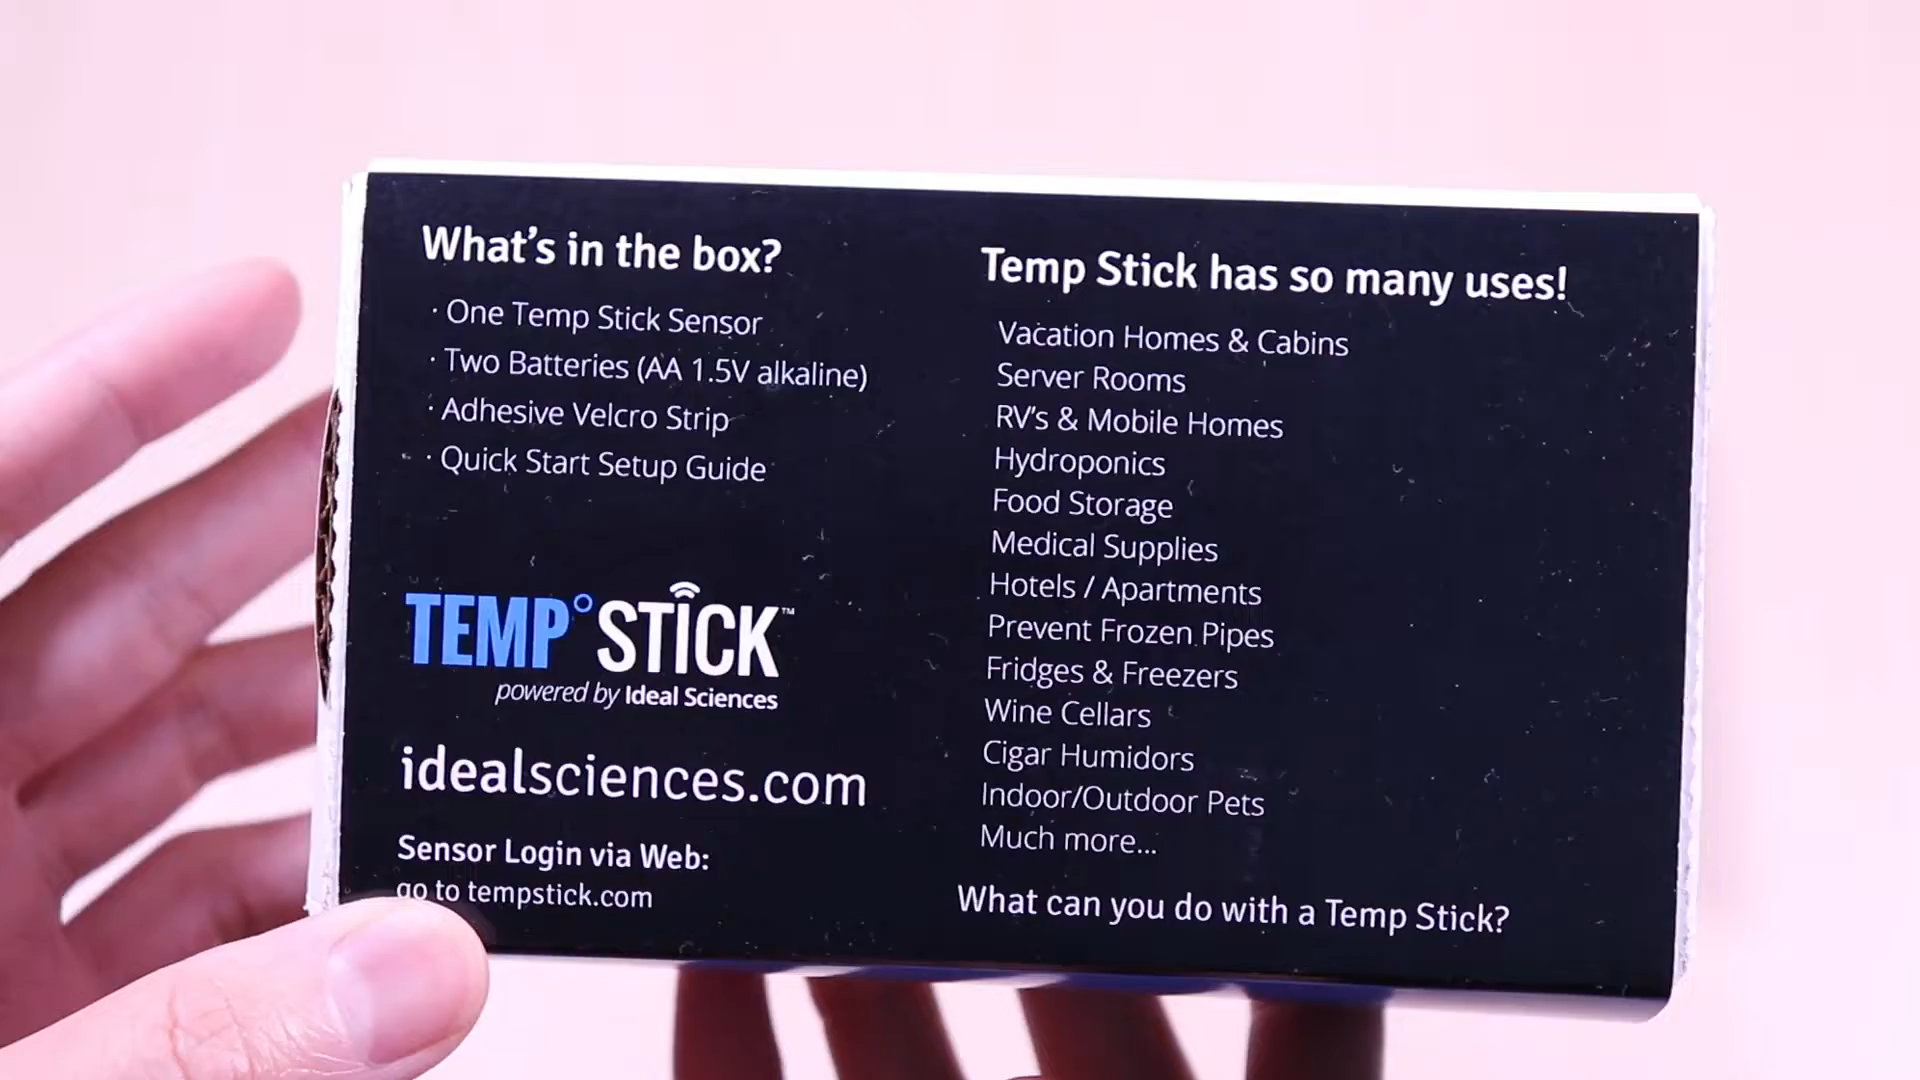 What's in the box?
· One Temp Stick Sensor
· Two Batteries (AA 1.5V alkaline)
· Adhesive Velcro Strip
· Quick Start Setup Guide
TEMP° STICK™
powered by Ideal Sciences
idealsciences.com
Sensor Login via Web:
go to tempstick.com
Temp Stick has so many uses!
Vacation Homes & Cabins
Server Rooms
RV's & Mobile Homes
Hydroponics
Food Storage
Medical Supplies
Hotels / Apartments
Prevent Frozen Pipes
Fridges & Freezers
Wine Cellars
Cigar Humidors
Indoor/Outdoor Pets
Much more...
What can you do with a Temp Stick?